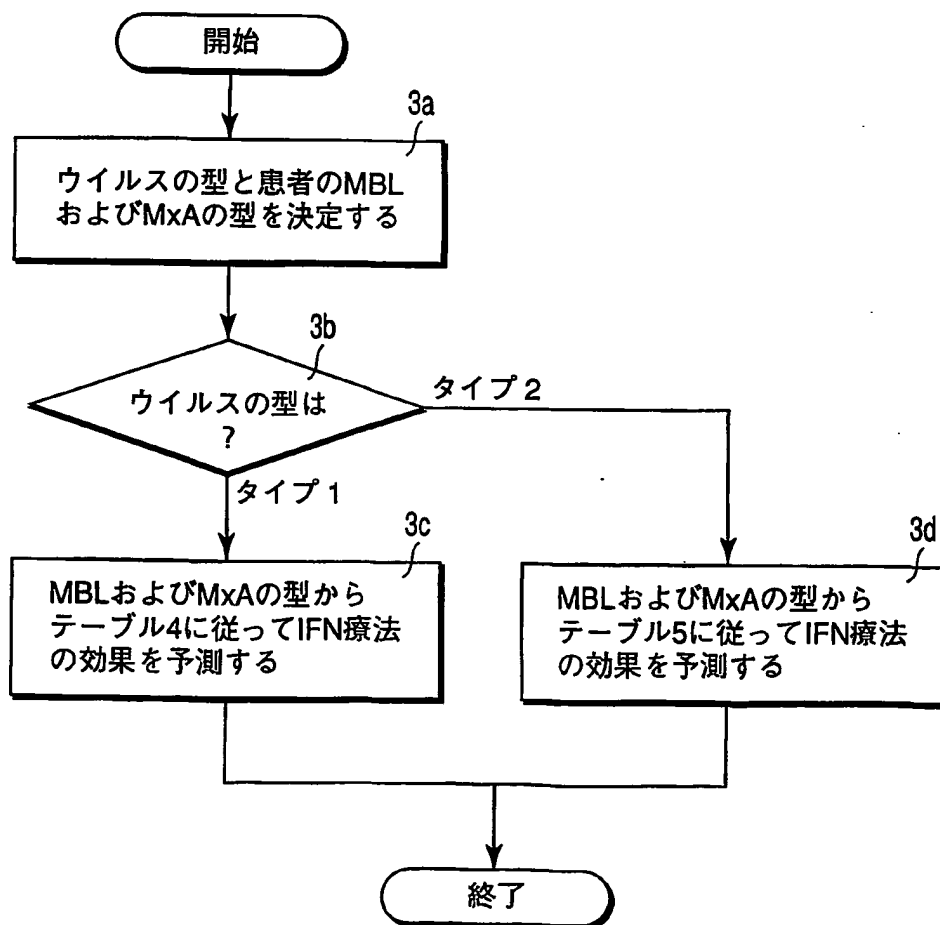 開始
3a
ウイルスの型と患者のMBL
およびMxAの型を決定する
3b
ウイルスの型は
?
タイプ2
タイプ1
3c
MBLおよびMxAの型から
テーブル4に従ってIFN療法
の効果を予測する
3d
MBLおよびMxAの型から
テーブル5に従ってIFN療法
の効果を予測する
終了